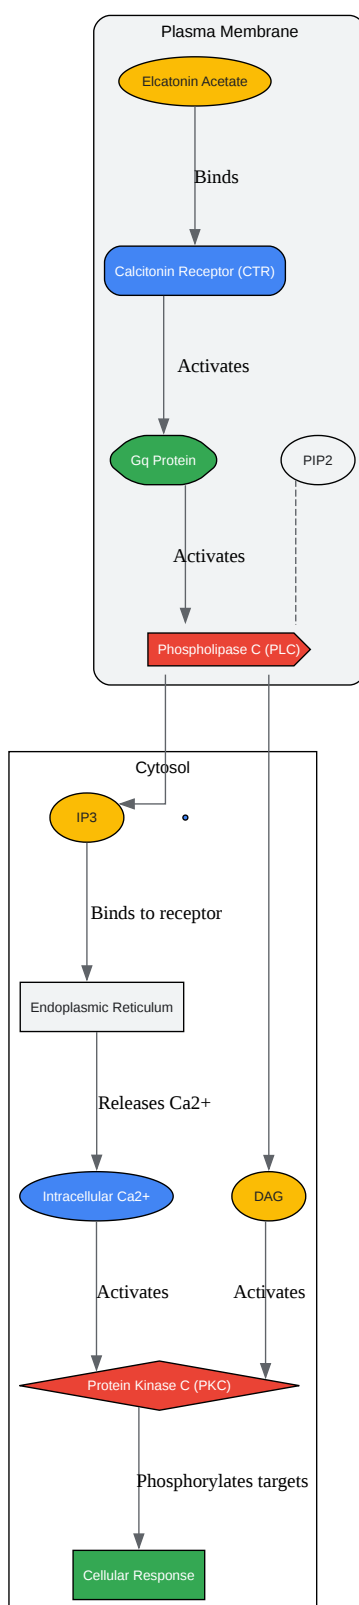 Plasma Membrane
Elcatonin Acetate
Binds
Calcitonin Receptor (CTR)
Activates
Gq Protein
PIP2
Activates
Phospholipase C (PLC)
Cytosol
IP3
Binds to receptor
Endoplasmic Reticulum
Releases Ca2+
Intracellular Ca2+
DAG
Activates
Activates
Protein Kinase C (PKC)
Phosphorylates targets
Cellular Response